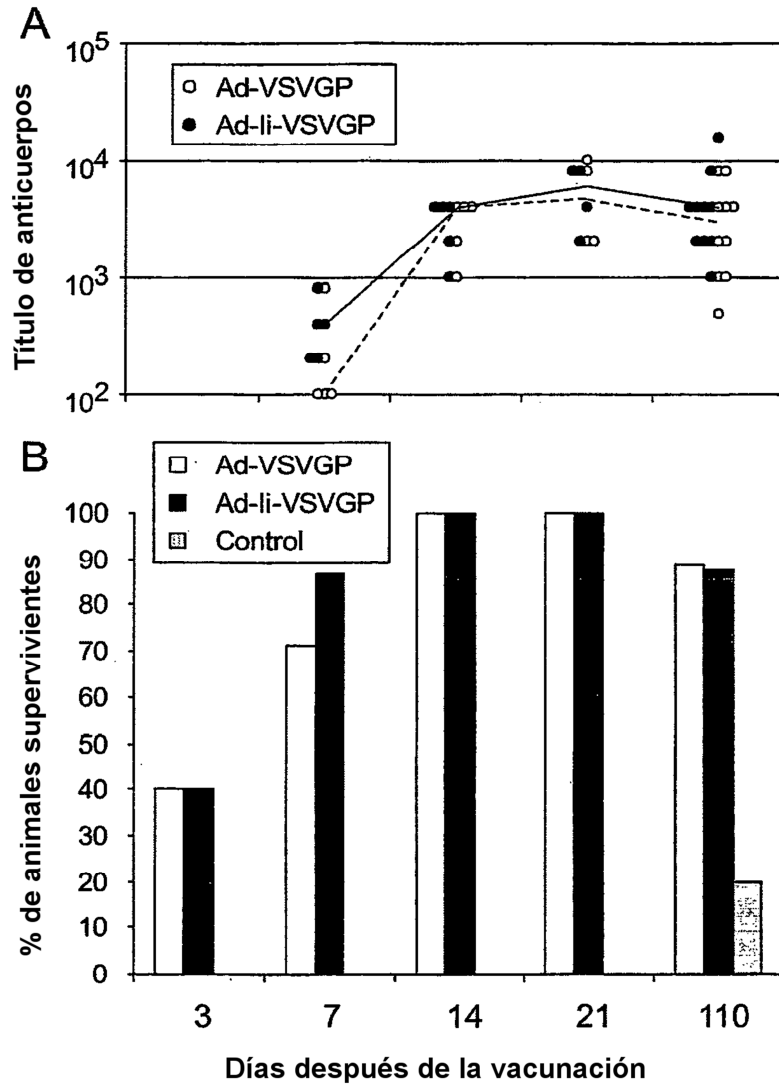 A
10^5
Ad-VSVGP
Ad-Ii-VSVGP
10^4
10^3
10^2
Título de anticuerpos
B
Ad-VSVGP
Ad-Ii-VSVGP
Control
100
90
80
70
60
50
40
30
20
10
0
% de animales supervivientes
3 7 14 21 110
Días después de la vacunación